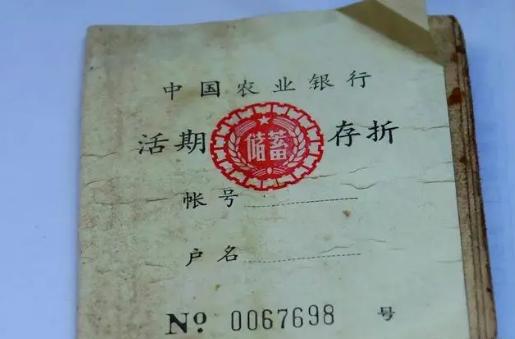 中国农业银行
活期储蓄存折
帐号
户名
No 0067698 号